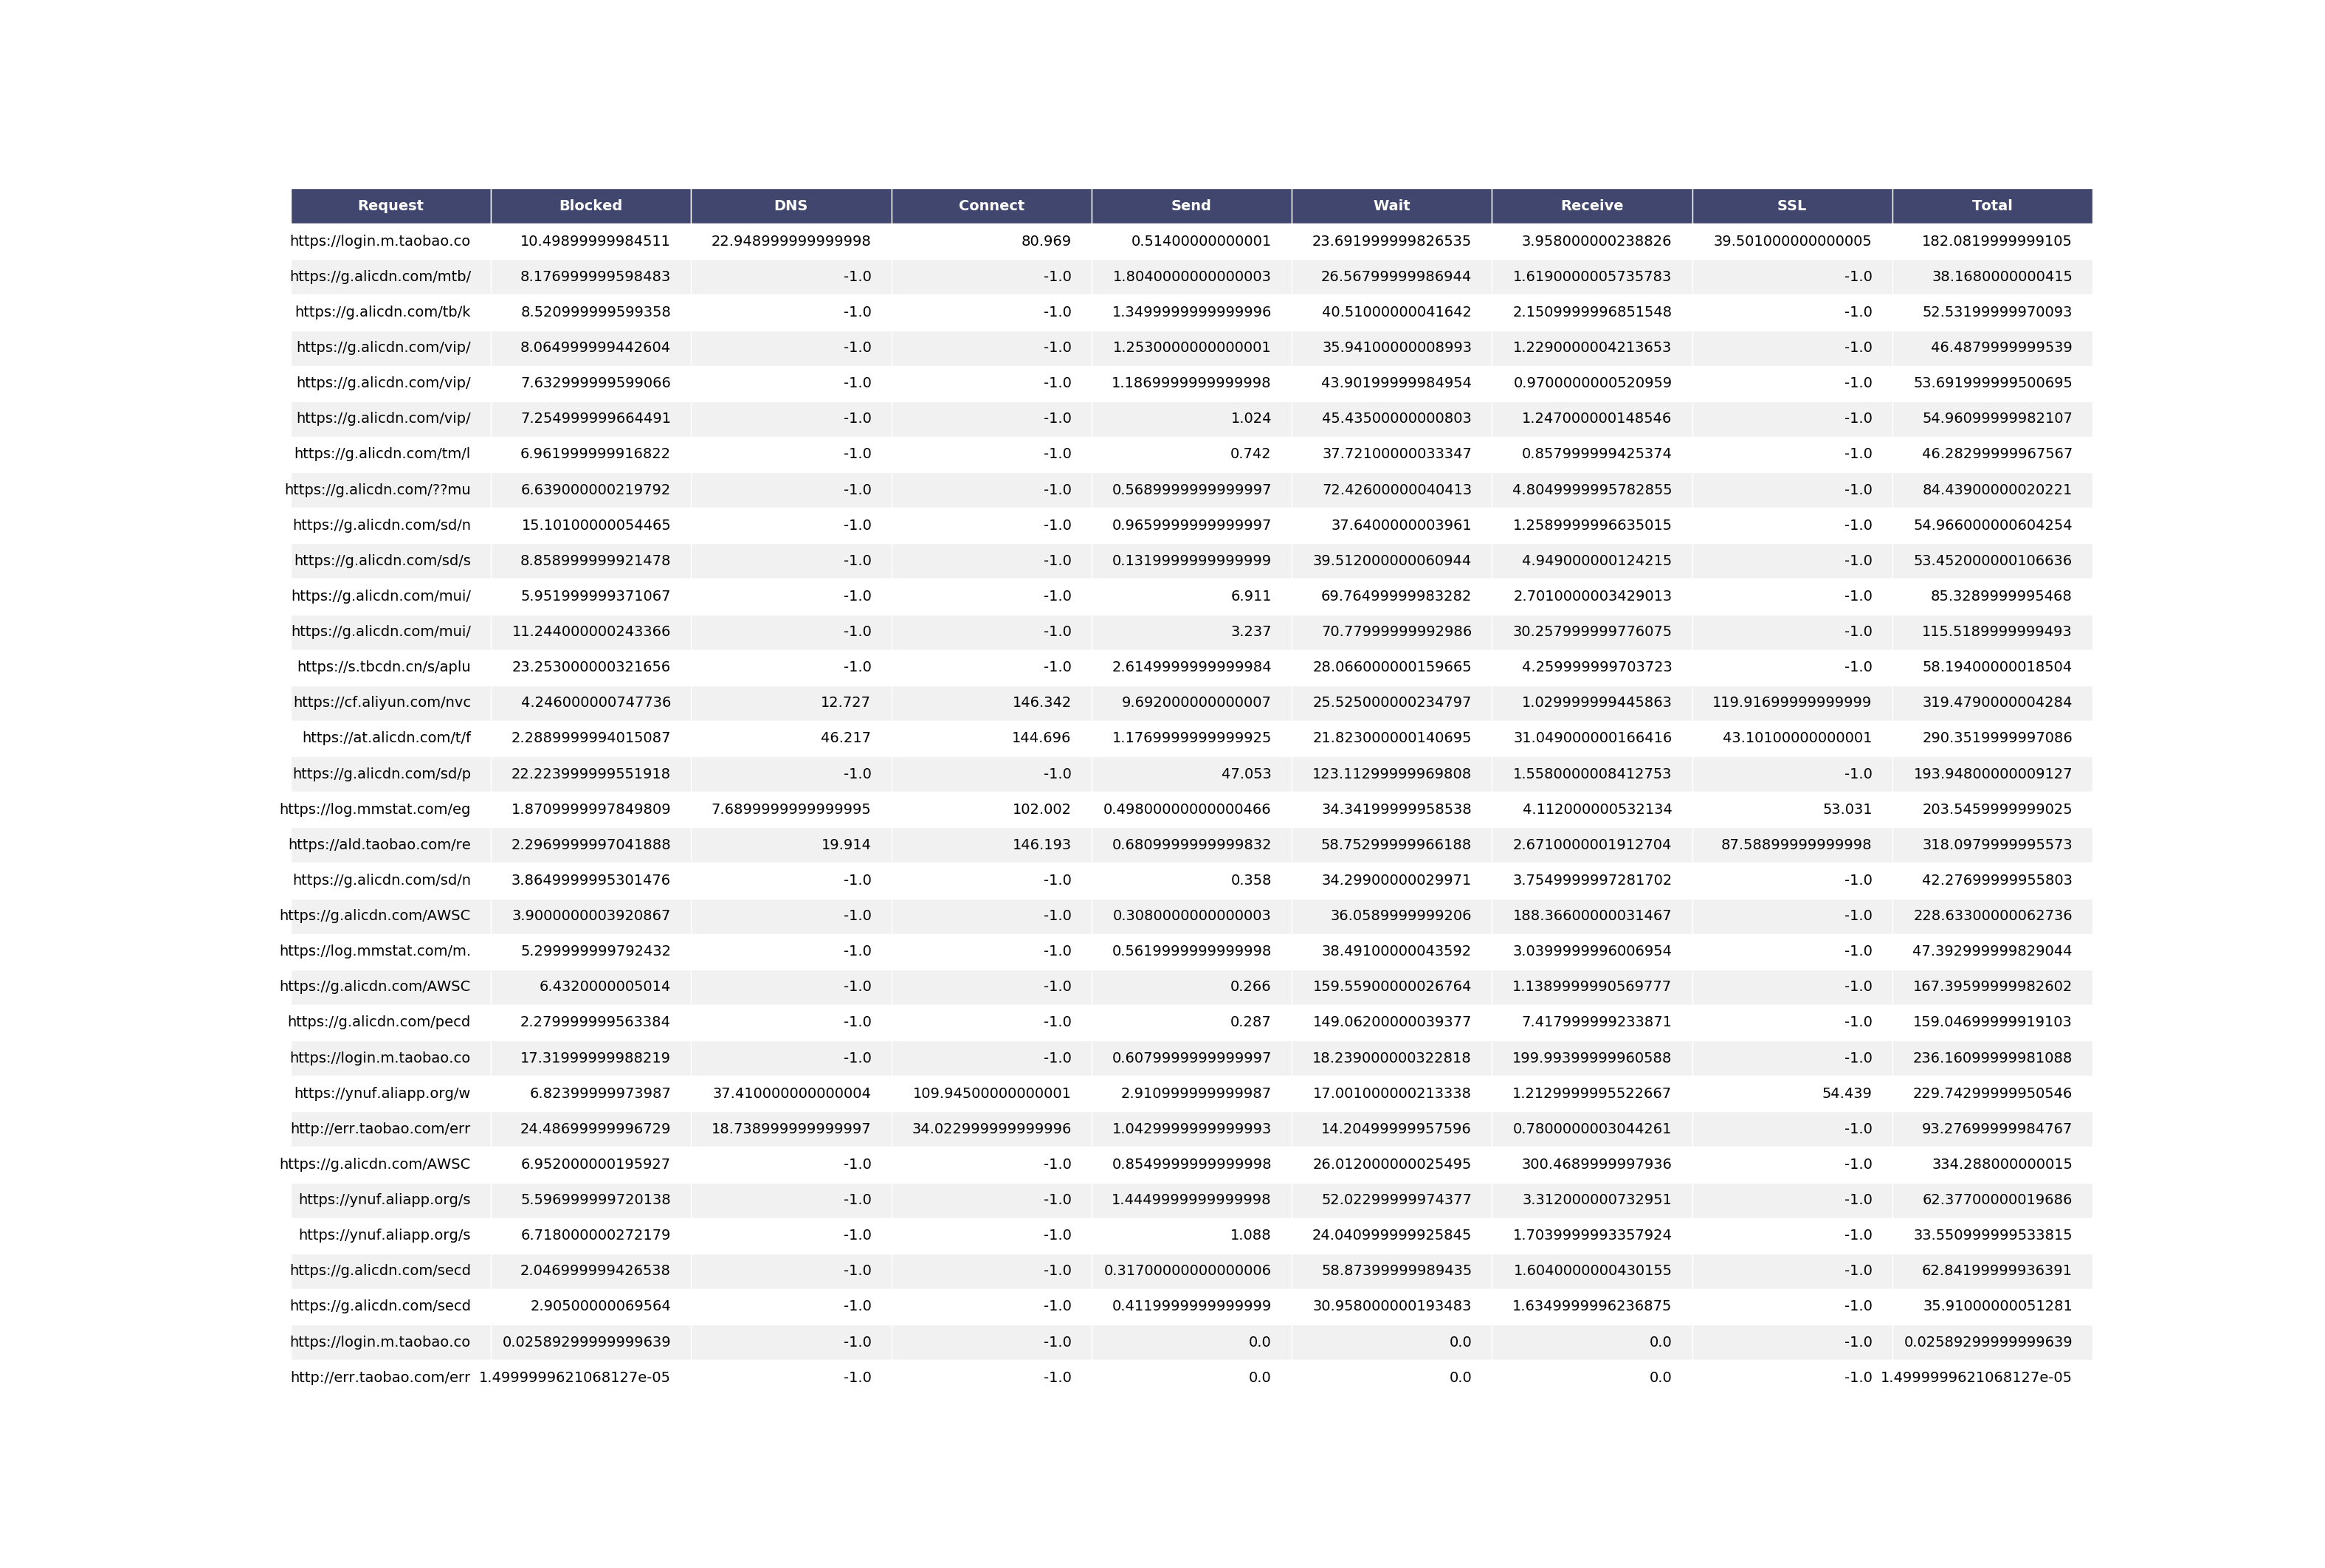 Request Blocked DNS Connect Send Wait Receive SSL Total
https://login.m.taobao.co 10.49899999984511 22.948999999999998 80.969 0.51400000000001 23.691999999826535 3.958000000238826 39.501000000000005 182.0819999999105
https://g.alicdn.com/mtb/ 8.176999999598483 -1.0 -1.0 1.8040000000000003 26.56799999986944 1.6190000005735783 -1.0 38.1680000000415
https://g.alicdn.com/tb/k 8.520999999599358 -1.0 -1.0 1.3499999999999996 40.51000000041642 2.1509999996851548 -1.0 52.53199999970093
https://g.alicdn.com/vip/ 8.064999999442604 -1.0 -1.0 1.2530000000000001 35.94100000008993 1.2290000004213653 -1.0 46.4879999999539
https://g.alicdn.com/vip/ 7.632999999599066 -1.0 -1.0 1.1869999999999998 43.90199999984954 0.9700000000520959 -1.0 53.691999999500695
https://g.alicdn.com/vip/ 7.254999999664491 -1.0 -1.0 1.024 45.43500000000803 1.247000000148546 -1.0 54.96099999982107
https://g.alicdn.com/tm/l 6.961999999916822 -1.0 -1.0 0.742 37.72100000033347 0.857999999425374 -1.0 46.28299999967567
https://g.alicdn.com/??mu 6.639000000219792 -1.0 -1.0 0.5689999999999997 72.42600000040413 4.8049999995782855 -1.0 84.43900000020221
https://g.alicdn.com/sd/n 15.10100000054465 -1.0 -1.0 0.9659999999999997 37.6400000003961 1.2589999996635015 -1.0 54.966000000604254
https://g.alicdn.com/sd/s 8.858999999921478 -1.0 -1.0 0.1319999999999999 39.512000000060944 4.949000000124215 -1.0 53.452000000106636
https://g.alicdn.com/mui/ 5.951999999371067 -1.0 -1.0 6.911 69.76499999983282 2.7010000003429013 -1.0 85.3289999995468
https://g.alicdn.com/mui/ 11.244000000243366 -1.0 -1.0 3.237 70.77999999992986 30.257999999776075 -1.0 115.5189999999493
https://s.tbcdn.cn/s/aplu 23.253000000321656 -1.0 -1.0 2.6149999999999984 28.066000000159665 4.259999999703723 -1.0 58.19400000018504
https://cf.aliyun.com/nvc 4.246000000747736 12.727 146.342 9.692000000000007 25.525000000234797 1.029999999445863 119.91699999999999 319.4790000004284
https://at.alicdn.com/t/f 2.2889999994015087 46.217 144.696 1.1769999999999925 21.823000000140695 31.049000000166416 43.10100000000001 290.3519999997086
https://g.alicdn.com/sd/p 22.223999999551918 -1.0 -1.0 47.053 123.11299999969808 1.5580000008412753 -1.0 193.94800000009127
https://log.mmstat.com/eg 1.8709999997849809 7.6899999999999995 102.002 0.49800000000000466 34.34199999958538 4.112000000532134 53.031 203.5459999999025
https://ald.taobao.com/re 2.2969999997041888 19.914 146.193 0.6809999999999832 58.75299999966188 2.6710000001912704 87.58899999999998 318.0979999995573
https://g.alicdn.com/sd/n 3.8649999995301476 -1.0 -1.0 0.358 34.29900000029971 3.7549999997281702 -1.0 42.27699999955803
https://g.alicdn.com/AWSC 3.9000000003920867 -1.0 -1.0 0.3080000000000003 36.0589999999206 188.36600000031467 -1.0 228.63300000062736
https://log.mmstat.com/m. 5.299999999792432 -1.0 -1.0 0.5619999999999998 38.49100000043592 3.0399999996006954 -1.0 47.392999999829044
https://g.alicdn.com/AWSC 6.4320000005014 -1.0 -1.0 0.266 159.55900000026764 1.1389999990569777 -1.0 167.39599999982602
https://g.alicdn.com/pecd 2.279999999563384 -1.0 -1.0 0.287 149.06200000039377 7.417999999233871 -1.0 159.04699999919103
https://login.m.taobao.co 17.31999999988219 -1.0 -1.0 0.6079999999999997 18.239000000322818 199.99399999960588 -1.0 236.16099999981088
https://ynuf.aliapp.org/w 6.82399999973987 37.410000000000004 109.94500000000001 2.910999999999987 17.001000000213338 1.2129999995522667 54.439 229.74299999950546
http://err.taobao.com/err 24.48699999996729 18.738999999999997 34.022999999999996 1.0429999999999993 14.20499999957596 0.7800000003044261 -1.0 93.27699999984767
https://g.alicdn.com/AWSC 6.952000000195927 -1.0 -1.0 0.8549999999999998 26.012000000025495 300.4689999997936 -1.0 334.288000000015
https://ynuf.aliapp.org/s 5.596999999720138 -1.0 -1.0 1.4449999999999998 52.02299999974377 3.312000000732951 -1.0 62.37700000019686
https://ynuf.aliapp.org/s 6.718000000272179 -1.0 -1.0 1.088 24.040999999925845 1.7039999993357924 -1.0 33.550999999533815
https://g.alicdn.com/secd 2.046999999426538 -1.0 -1.0 0.31700000000000006 58.87399999989435 1.6040000000430155 -1.0 62.84199999936391
https://g.alicdn.com/secd 2.90500000069564 -1.0 -1.0 0.4119999999999999 30.958000000193483 1.6349999996236875 -1.0 35.91000000051281
https://login.m.taobao.co 0.02589299999999639 -1.0 -1.0 0.0 0.0 0.0 -1.0 0.02589299999999639
http://err.taobao.com/err 1.4999999621068127e-05 -1.0 -1.0 0.0 0.0 0.0 -1.0 1.4999999621068127e-05